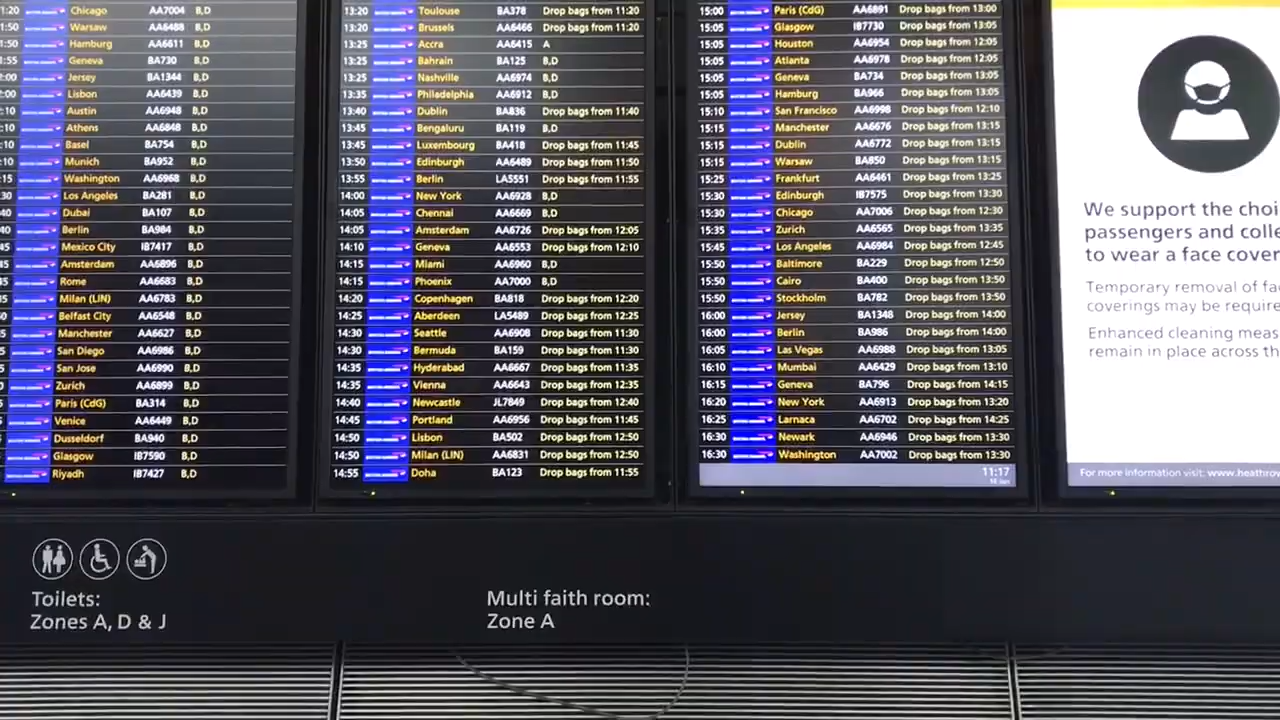 :20 Chicago AA7004 B,D
:50 Warsaw AA6488 B,D
:50 Hamburg AA6611 B,D
:55 Geneva BA730 B,D
:00 Jersey BA1344 B,D
:00 Lisbon AA6439 B,D
:10 Austin AA6948 B,D
:10 Athens AA6848 B,D
:10 Basel BA754 B,D
:10 Munich BA952 B,D
:15 Washington AA6968 B,D
:30 Los Angeles BA281 B,D
:40 Dubai BA107 B,D
40 Berlin BA984 B,D
45 Mexico City IB7417 B,D
45 Amsterdam AA6896 B,D
Rome AA6683 B,D
Milan (LIN) AA6783 B,D
Belfast City AA6548 B,D
Manchester AA6627 B,D
San Diego AA6986 B,D
San Jose AA6990 B,D
Zurich AA6899 B,D
Paris (CdG) BA314 B,D
Venice AA6449 B,D
Dusseldorf BA940 B,D
Glasgow IB7590 B,D
Riyadh IB7427 B,D
13:20 Toulouse BA378 Drop bags from 11:20
13:20 Brussels AA6466 Drop bags from 11:20
13:25 Accra AA6415 A
13:25 Bahrain BA125 B,D
13:25 Nashville AA6974 B,D
13:35 Philadelphia AA6912 B,D
13:40 Dublin BA836 Drop bags from 11:40
13:45 Bengaluru BA119 B,D
13:45 Luxembourg BA418 Drop bags from 11:45
13:50 Edinburgh AA6489 Drop bags from 11:50
13:55 Berlin LA5551 Drop bags from 11:55
14:00 New York AA6928 B,D
14:05 Chennai AA6669 B,D
14:05 Amsterdam AA6726 Drop bags from 12:05
14:10 Geneva AA6553 Drop bags from 12:10
14:15 Miami AA6960 B,D
14:15 Phoenix AA7000 B,D
14:20 Copenhagen BA818 Drop bags from 12:20
14:25 Aberdeen LA5489 Drop bags from 12:25
14:30 Seattle AA6908 Drop bags from 11:30
14:30 Bermuda BA159 Drop bags from 11:30
14:35 Hyderabad AA6667 Drop bags from 11:35
14:35 Vienna AA6643 Drop bags from 12:35
14:40 Newcastle JL7849 Drop bags from 12:40
14:45 Portland AA6956 Drop bags from 11:45
14:50 Lisbon BA502 Drop bags from 12:50
14:50 Milan (LIN) AA6831 Drop bags from 12:50
14:55 Doha BA123 Drop bags from 11:55
15:00 Paris (CdG) AA6891 Drop bags from 13:00
15:05 Glasgow IB7730 Drop bags from 13:05
15:05 Houston AA6954 Drop bags from 12:05
15:05 Atlanta AA6978 Drop bags from 12:05
15:05 Geneva BA734 Drop bags from 13:05
15:05 Hamburg BA966 Drop bags from 13:05
15:10 San Francisco AA6998 Drop bags from 12:10
15:15 Manchester AA6676 Drop bags from 13:15
15:15 Dublin AA6772 Drop bags from 13:15
15:15 Warsaw BA850 Drop bags from 13:15
15:25 Frankfurt AA6461 Drop bags from 13:25
15:30 Edinburgh IB7575 Drop bags from 13:30
15:30 Chicago AA7006 Drop bags from 12:30
15:35 Zurich AA6565 Drop bags from 13:35
15:45 Los Angeles AA6984 Drop bags from 12:45
15:50 Baltimore BA229 Drop bags from 12:50
15:50 Cairo BA400 Drop bags from 13:50
15:50 Stockholm BA782 Drop bags from 13:50
16:00 Jersey BA1348 Drop bags from 14:00
16:00 Berlin BA986 Drop bags from 14:00
16:05 Las Vegas AA6988 Drop bags from 13:05
16:10 Mumbai AA6429 Drop bags from 13:10
16:15 Geneva BA796 Drop bags from 14:15
16:20 New York AA6913 Drop bags from 13:20
16:25 Larnaca AA6702 Drop bags from 14:25
16:30 Newark AA6946 Drop bags from 13:30
16:30 Washington AA7002 Drop bags from 13:30
11:17
We support the choi
passengers and colle
to wear a face cover
Temporary removal of fac
coverings may be require
Enhanced cleaning meas
remain in place across th
For more information visit: www.heathrow
Toilets:
Zones A, D & J
Multi faith room:
Zone A